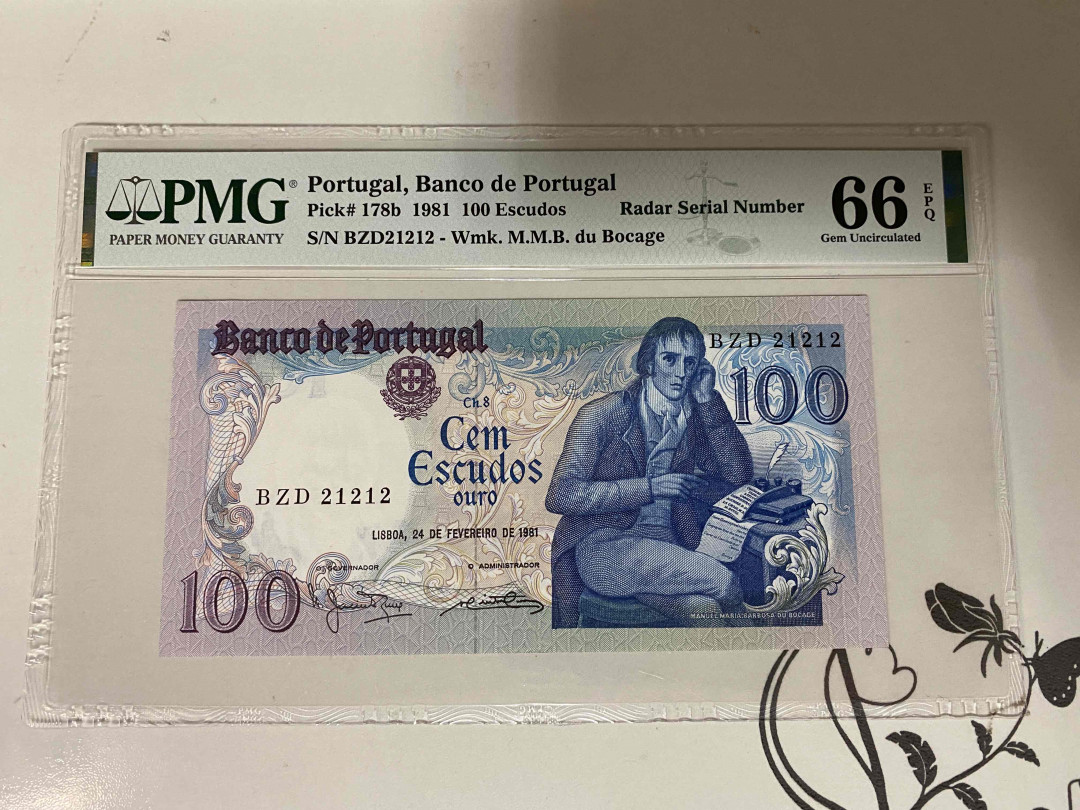 PMG®
PAPER MONEY GUARANTY
Portugal, Banco de Portugal
Pick# 178b 1981 100 Escudos
Radar Serial Number
S/N BZD21212 - Wmk. M.M.B. du Bocage
66
EPQ
Gem Uncirculated
Banco de Portugal
BZD 21212
100
Ch. 8
Cem
Escudos
ouro
BZD 21212
LISBOA, 24 DE FEVEREIRO DE 1981
O GOVERNADOR
O ADMINISTRADOR
100
MANUEL MARIA BARBOSA DU BOCAGE